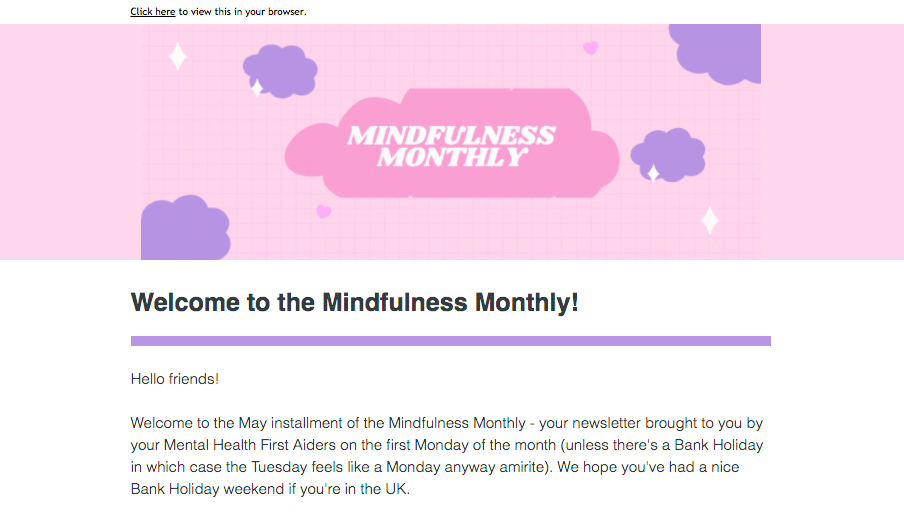 Click here to view this in your browser.
MINDFULNESS
MONTHLY
Welcome to the Mindfulness Monthly!
Hello friends!
Welcome to the May installment of the Mindfulness Monthly - your newsletter brought to you by
your Mental Health First Aiders on the first Monday of the month (unless there's a Bank Holiday
in which case the Tuesday feels like a Monday anyway amirite). We hope you've had a nice
Bank Holiday weekend if you're in the UK.